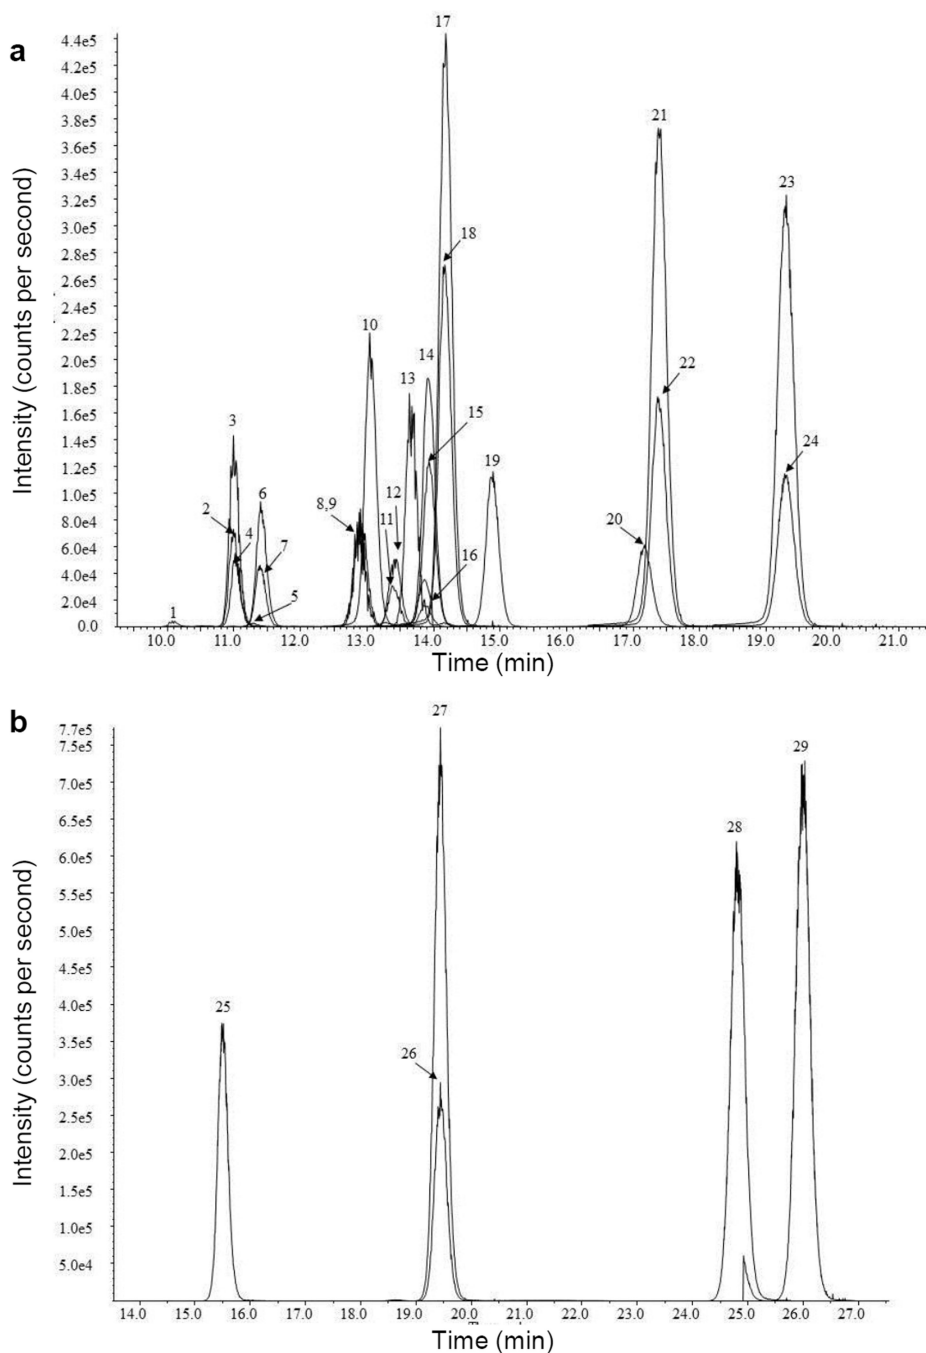 a
Intensity (counts per second)
4.4e5
4.2e5
4.0e5
3.8e5
3.6e5
3.4e5
3.2e5
3.0e5
2.8e5
2.6e5
2.4e5
2.2e5
2.0e5
1.8e5
1.6e5
1.4e5
1.2e5
1.0e5
8.0e4
6.0e4
4.0e4
2.0e4
0.0
1
2
3
4
5
6
7
8,9
10
11
12
13
14
15
16
17
18
19
20
21
22
23
24
10.0 11.0 12.0 13.0 14.0 15.0 16.0 17.0 18.0 19.0 20.0 21.0
Time (min)
b
Intensity (counts per second)
7.7e5
7.5e5
7.0e5
6.5e5
6.0e5
5.5e5
5.0e5
4.5e5
4.0e5
3.5e5
3.0e5
2.5e5
2.0e5
1.5e5
1.0e5
5.0e4
25
26
27
28
29
14.0 15.0 16.0 17.0 18.0 19.0 20.0 21.0 22.0 23.0 24.0 25.0 26.0 27.0
Time (min)